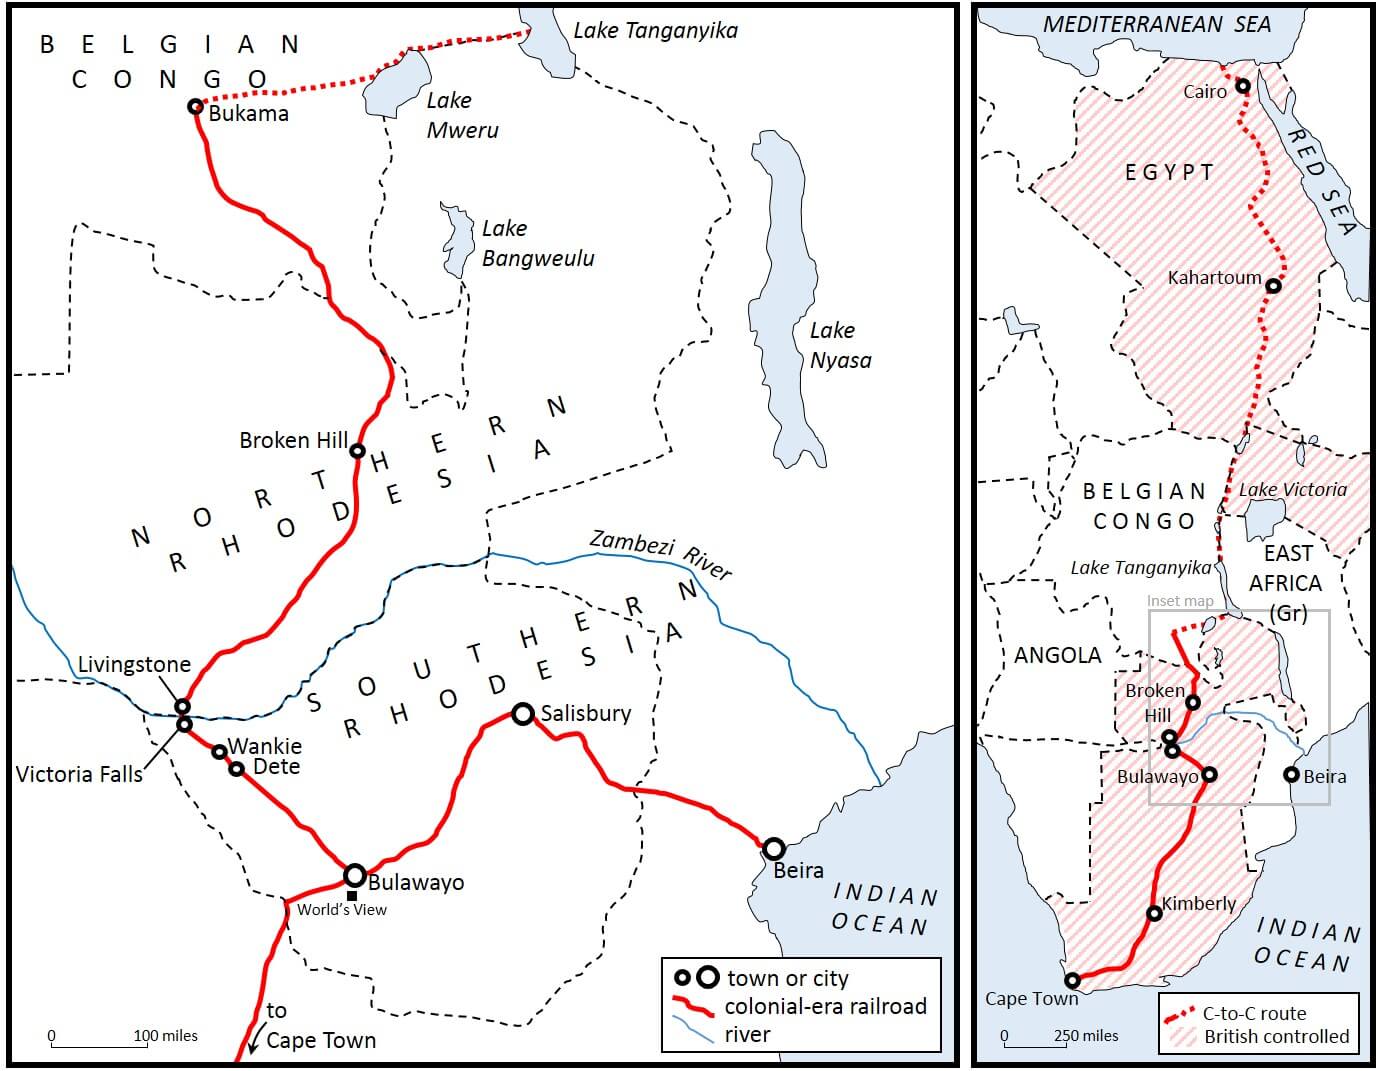 BELGIAN
CONGO
Bukama
Lake Tanganyika
Lake
Mweru
Lake
Bangweulu
Lake
Nyasa
Broken Hill
NORTHERN
RHODESIA
Zambezi River
Livingstone
Victoria Falls
Wankie
Dete
SOUTHERN
RHODESIA
Salisbury
Bulawayo
World's View
Beira
INDIAN
OCEAN
to
Cape Town
0 100 miles
town or city
colonial-era railroad
river
MEDITERRANEAN SEA
Cairo
RED SEA
EGYPT
Kahartoum
BELGIAN
CONGO
Lake Victoria
Lake Tanganyika
EAST
AFRICA
(Gr)
Inset map
ANGOLA
Broken
Hill
Bulawayo
Beira
Kimberly
INDIAN
OCEAN
Cape Town
0 250 miles
C-to-C route
British controlled